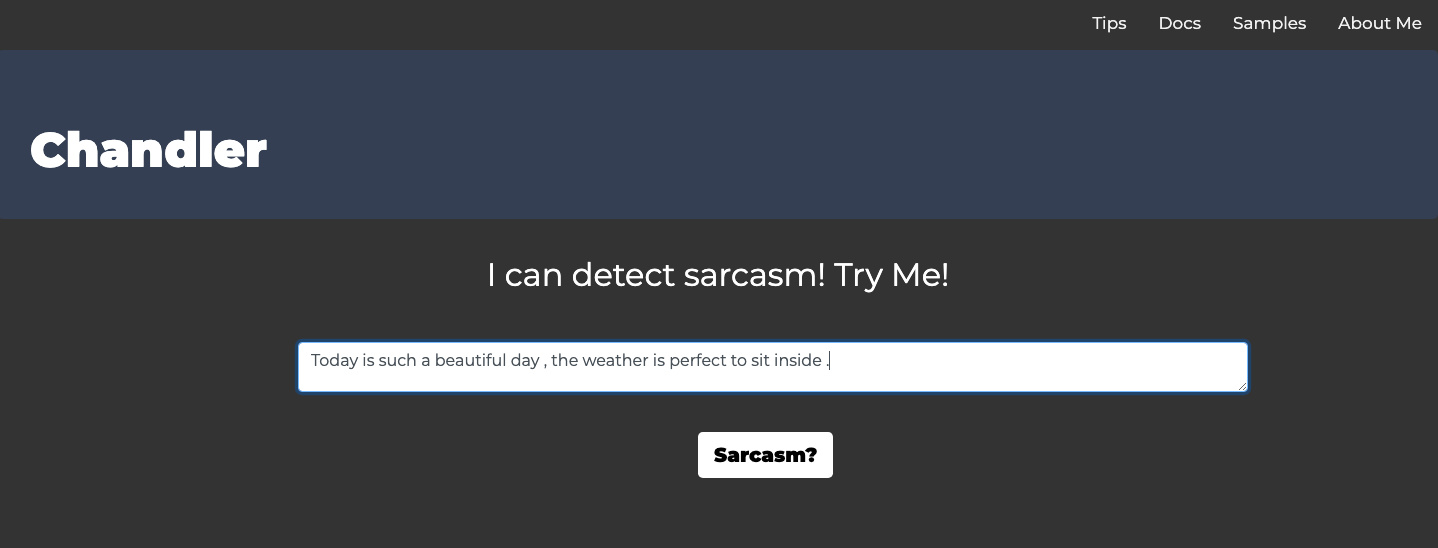 Tips Docs Samples About Me
Chandler
I can detect sarcasm! Try Me!
Today is such a beautiful day , the weather is perfect to sit inside .
Sarcasm?